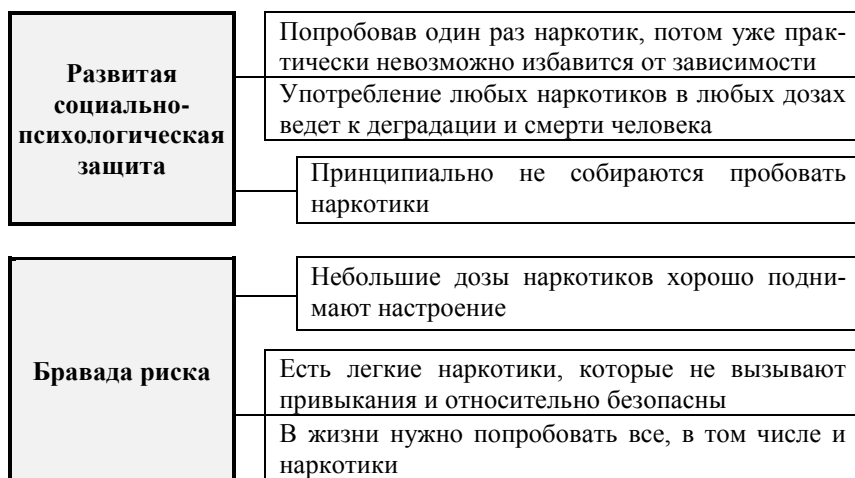 Развитая
социально-
психологическая
защита
Попробовав один раз наркотик, потом уже прак-
тически невозможно избавится от зависимости
Употребление любых наркотиков в любых дозах
ведет к деградации и смерти человека
Принципиально не собираются пробовать
наркотики
Бравада риска
Небольшие дозы наркотиков хорошо подни-
мают настроение
Есть легкие наркотики, которые не вызывают
привыкания и относительно безопасны
В жизни нужно попробовать все, в том числе и
наркотики